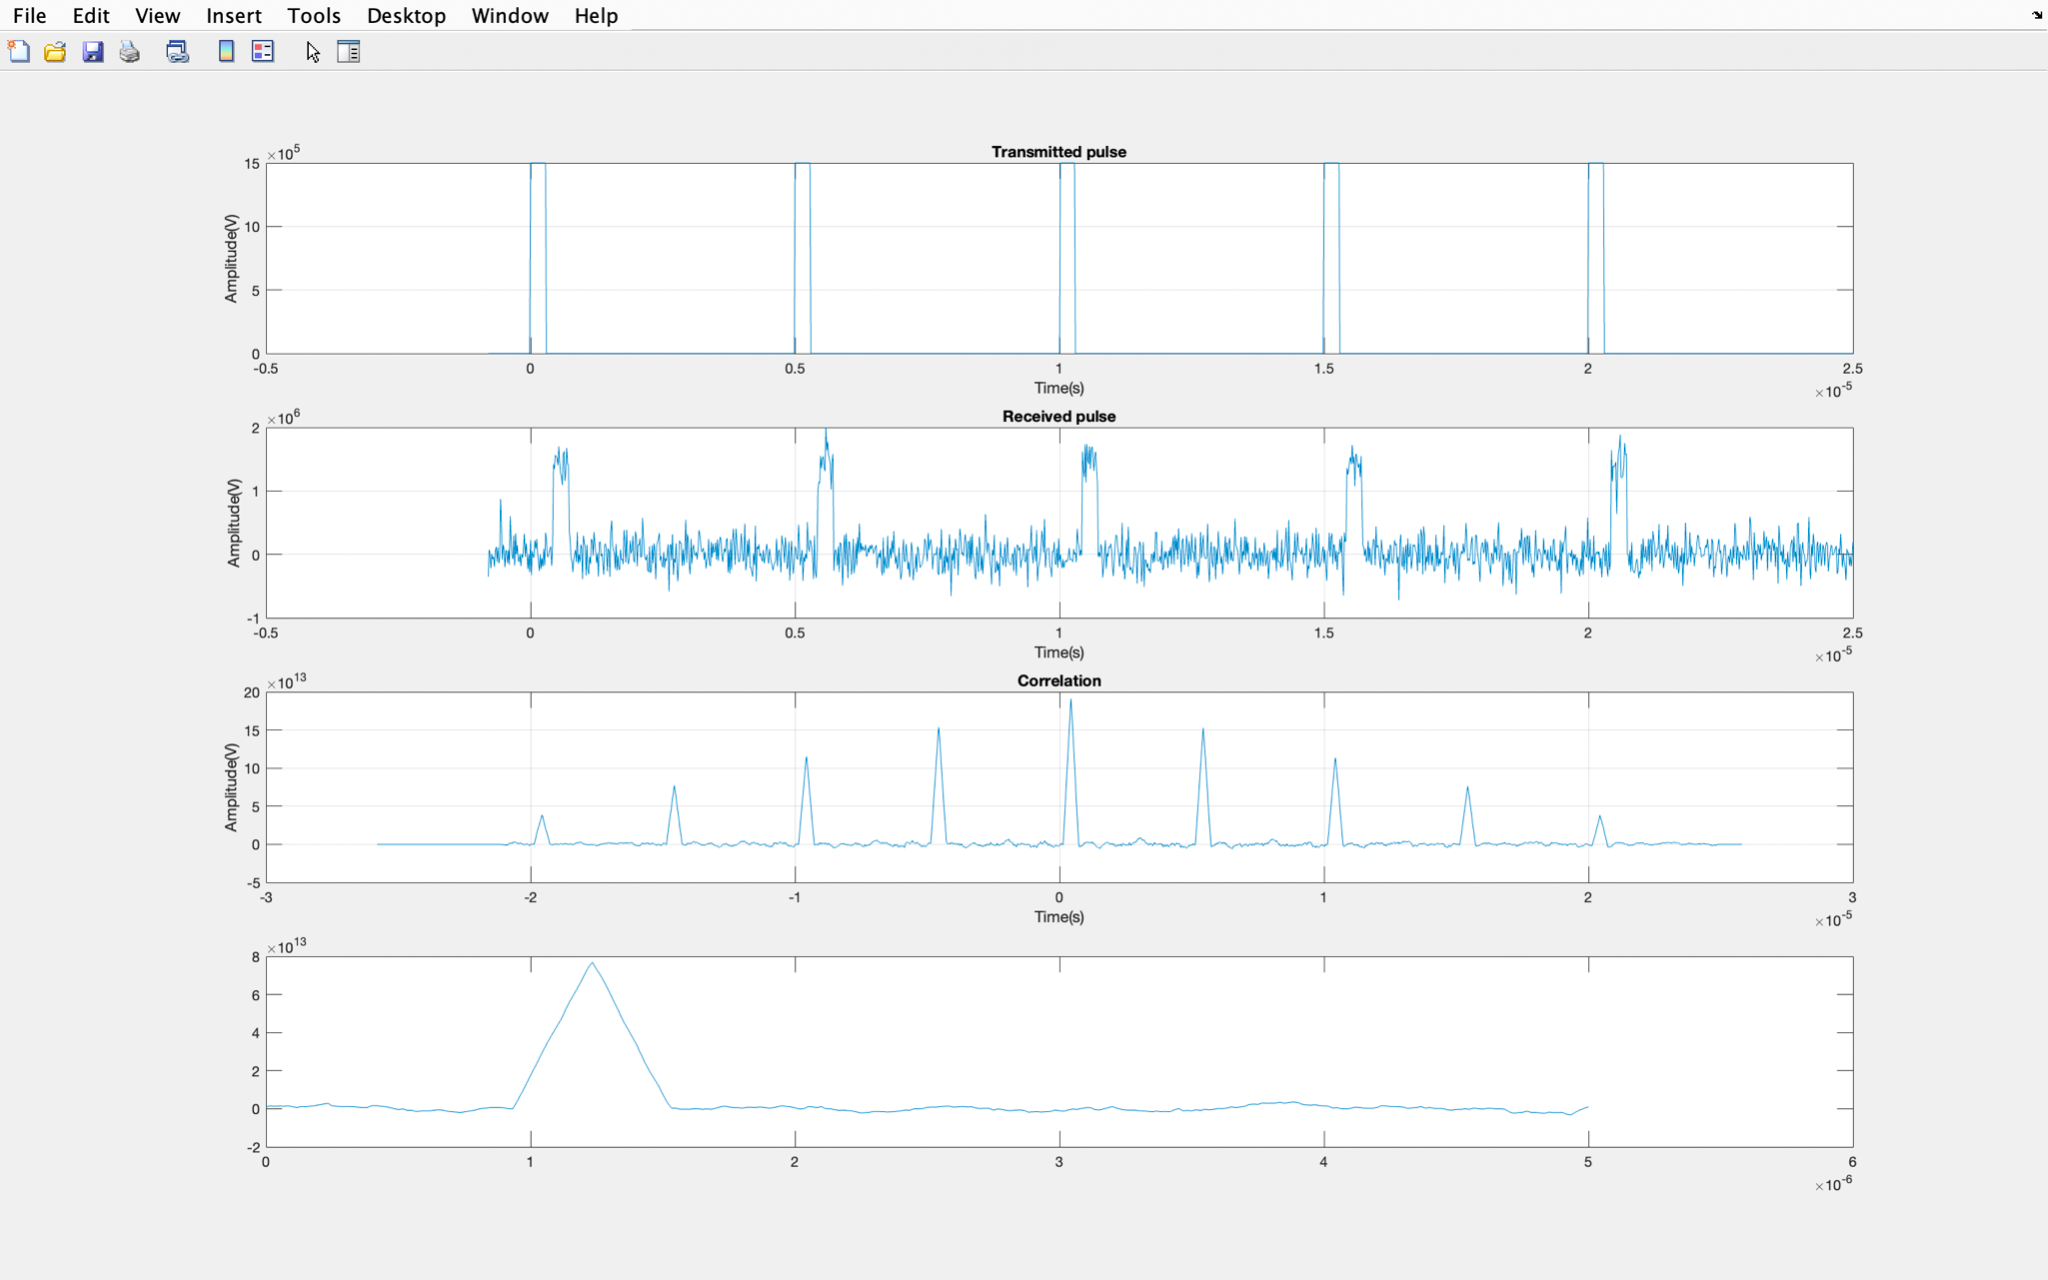 File Edit View Insert Tools Desktop Window Help
×10^5
Transmitted pulse
15
10
5
0
Amplitude(V)
-0.5 0 0.5 1 1.5 2 2.5
Time(s)
×10^-5
×10^6
Received pulse
2
1
0
-1
Amplitude(V)
-0.5 0 0.5 1 1.5 2 2.5
Time(s)
×10^-5
×10^13
Correlation
20
15
10
5
0
-5
Amplitude(V)
-3 -2 -1 0 1 2 3
Time(s)
×10^-5
×10^13
8
6
4
2
0
-2
0 1 2 3 4 5 6
×10^-6